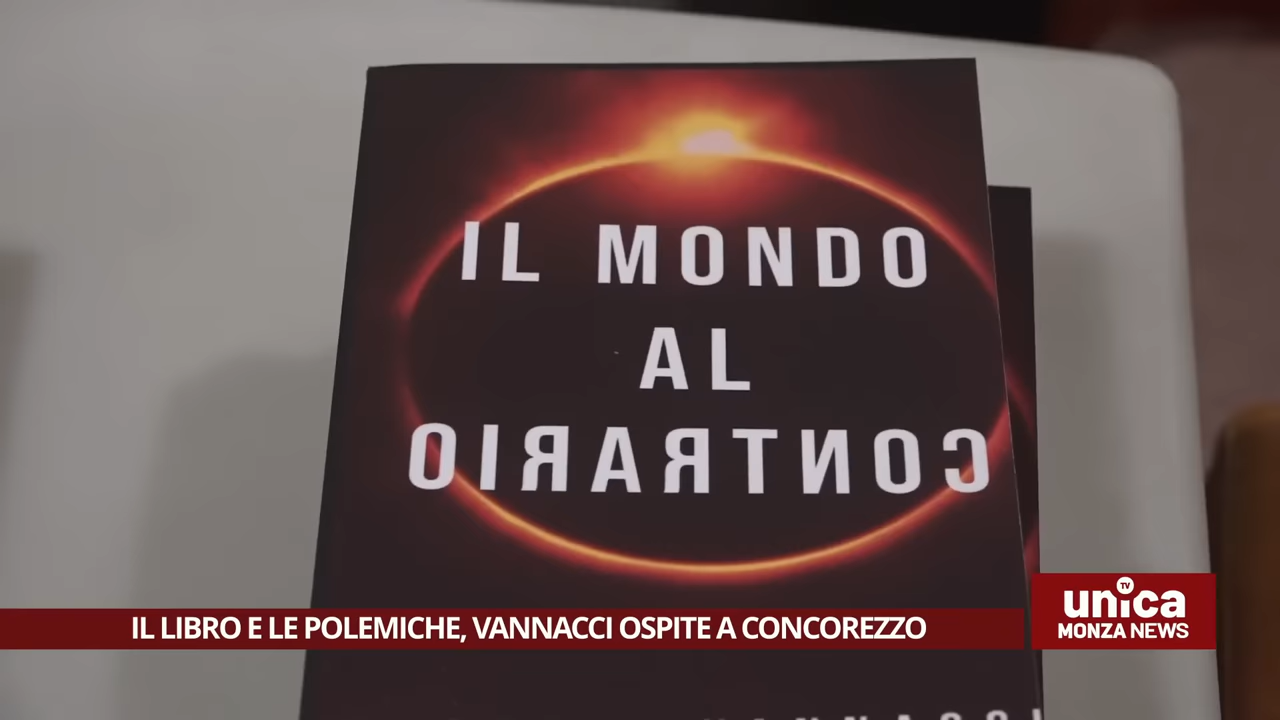 IL MONDO
AL
CONTRARIO
IL LIBRO E LE POLEMICHE, VANNACCI OSPITE A CONCOREZZO
TV
unica
MONZA NEWS